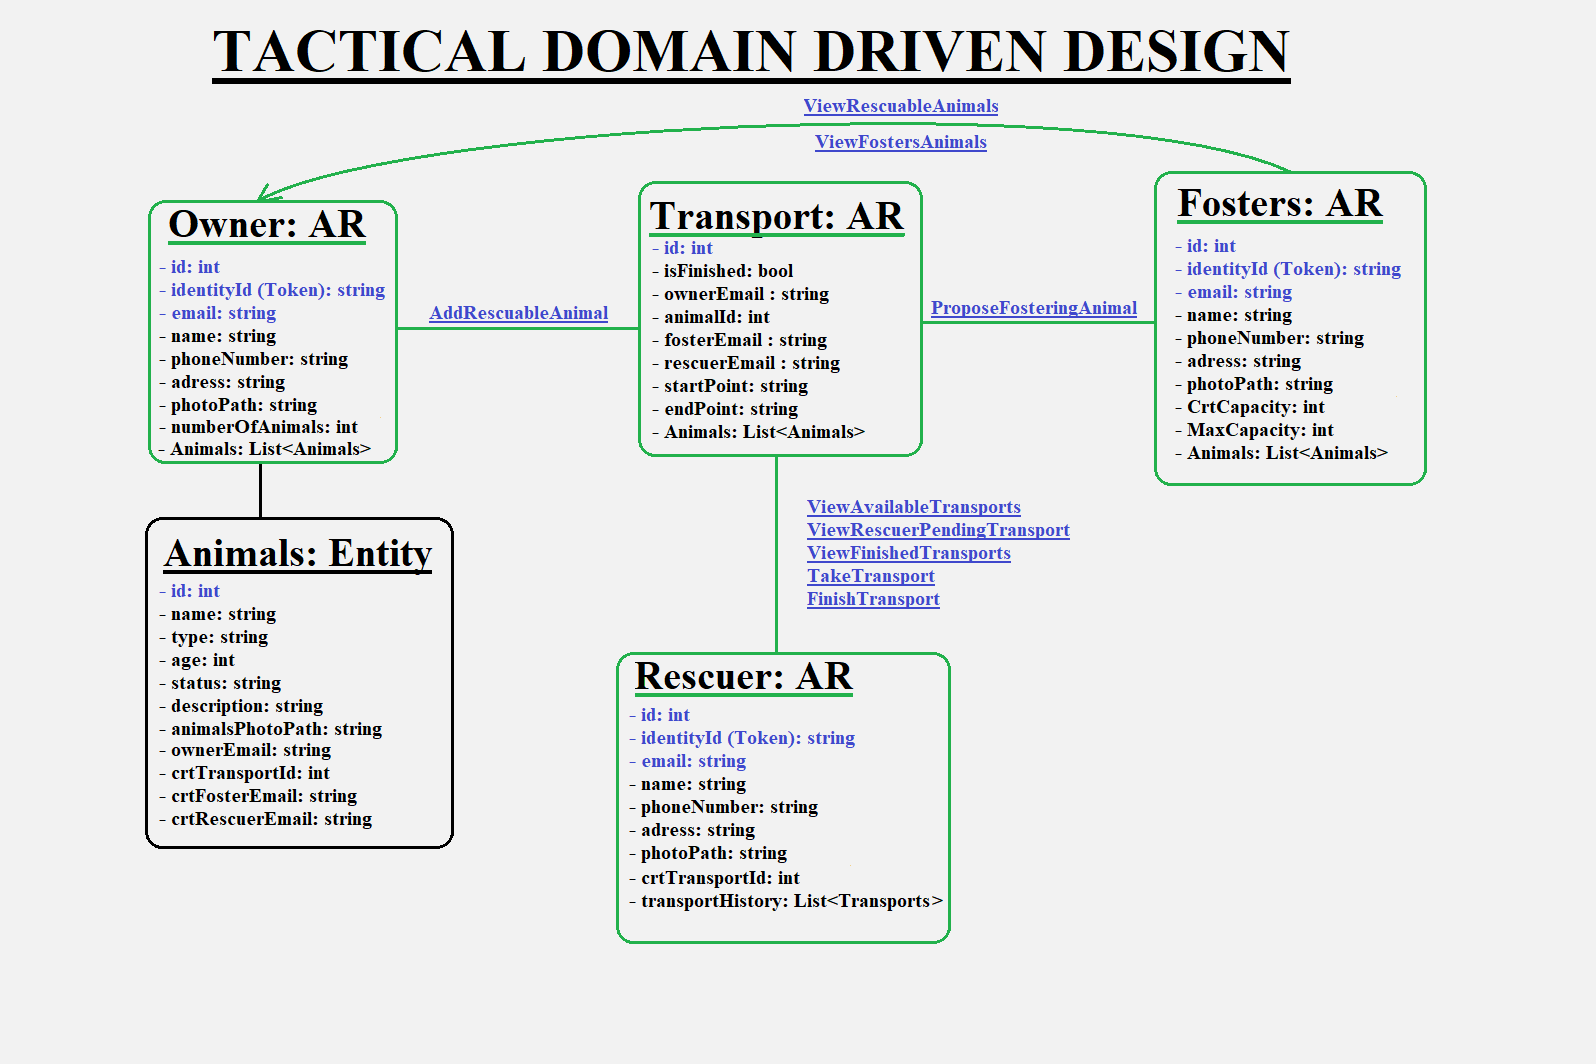 TACTICAL DOMAIN DRIVEN DESIGN
ViewRescuableAnimals
ViewFostersAnimals
Owner: AR
- id: int
- identityId (Token): string
- email: string
- name: string
- phoneNumber: string
- adress: string
- photoPath: string
- numberOfAnimals: int
- Animals: List<Animals>
AddRescuableAnimal
Transport: AR
- id: int
- isFinished: bool
- ownerEmail : string
- animalId: int
- fosterEmail : string
- rescuerEmail : string
- startPoint: string
- endPoint: string
- Animals: List<Animals>
ProposeFosteringAnimal
Fosters: AR
- id: int
- identityId (Token): string
- email: string
- name: string
- phoneNumber: string
- adress: string
- photoPath: string
- CrtCapacity: int
- MaxCapacity: int
- Animals: List<Animals>
Animals: Entity
- id: int
- name: string
- type: string
- age: int
- status: string
- description: string
- animalsPhotoPath: string
- ownerEmail: string
- crtTransportId: int
- crtFosterEmail: string
- crtRescuerEmail: string
ViewAvailableTransports
ViewRescuerPendingTransport
ViewFinishedTransports
TakeTransport
FinishTransport
Rescuer: AR
- id: int
- identityId (Token): string
- email: string
- name: string
- phoneNumber: string
- adress: string
- photoPath: string
- crtTransportId: int
- transportHistory: List<Transports>